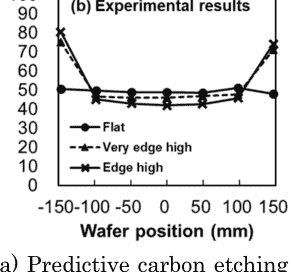 (b) Experimental results
90
80
70
60
50
40
30
20
10
0
Flat
Very edge high
Edge high
-150 -100 -50 0 50 100 150
Wafer position (mm)
a) Predictive carbon etching